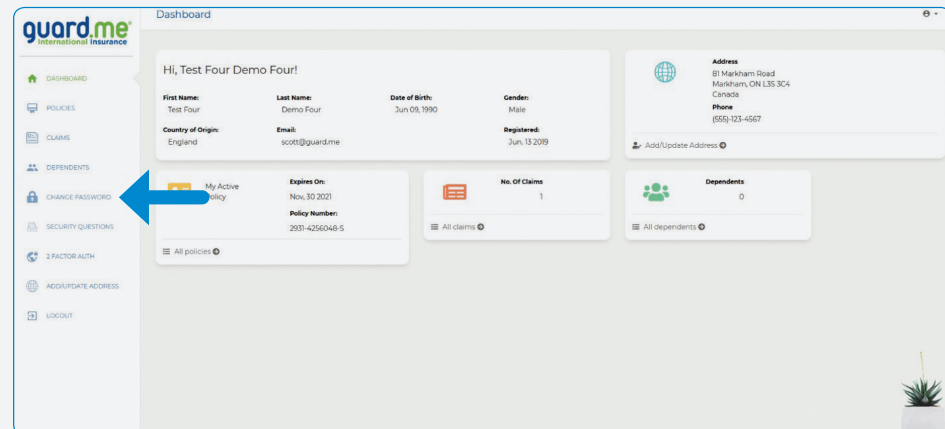 guard.me®
International Insurance
Dashboard
DASHBOARD
POLICIES
CLAIMS
DEPENDENTS
CHANGE PASSWORD
SECURITY QUESTIONS
2 FACTOR AUTH
ADD/UPDATE ADDRESS
LOGOUT
Hi, Test Four Demo Four!
First Name: Last Name: Date of Birth: Gender:
Test Four Demo Four Jun 09, 1990 Male
Country of Origin: Email: Registered:
England scott@guard.me Jun, 13 2019
Address
81 Markham Road
Markham, ON L3S 3C4
Canada
Phone
(555)-123-4567
Add/Update Address
My Active
Policy
Expires On:
Nov, 30 2021
Policy Number:
2931-4256048-5
All policies
No. Of Claims
1
All claims
Dependents
0
All dependents